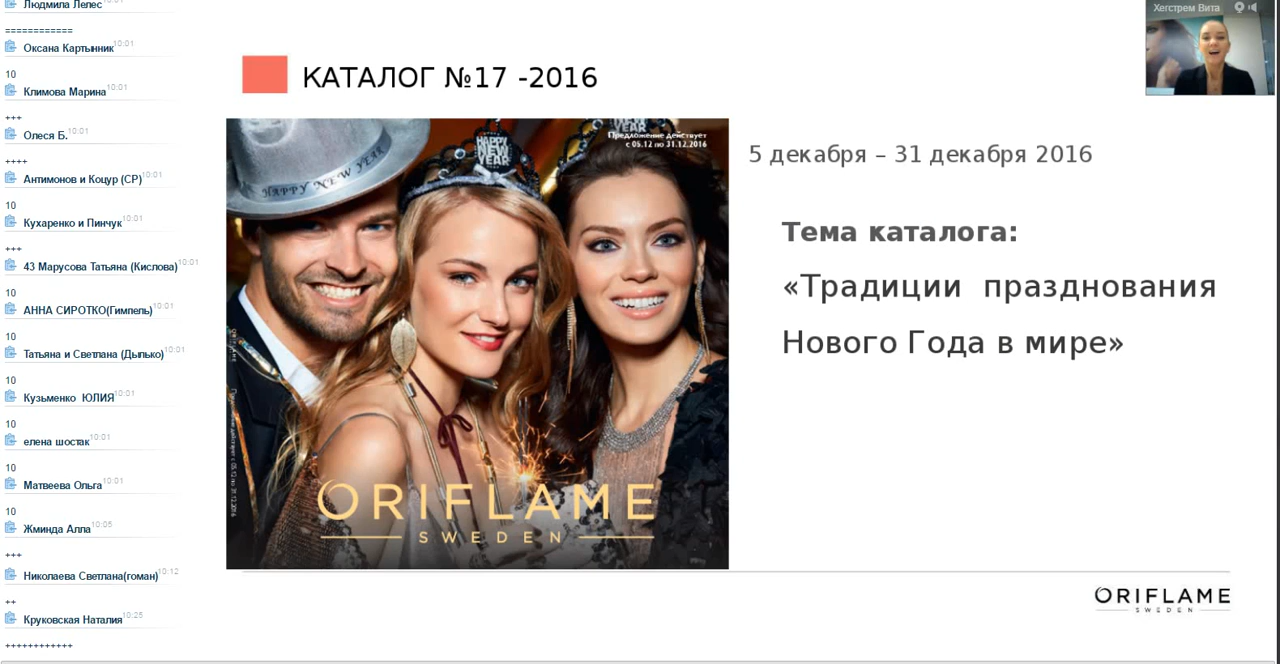 Людмила Лелес
============
Оксана Картынник 10:01
10
Климова Марина 10:01
+++
Олеся Б. 10:01
++++
Антимонов и Коцур (СР) 10:01
10
Кухаренко и Пинчук 10:01
+++
43 Марусова Татьяна (Кислова) 10:01
10
АННА СИРОТКО(Гимпель) 10:01
10
Татьяна и Светлана (Дылько) 10:01
10
Кузьменко ЮЛИЯ 10:01
10
елена шостак 10:01
10
Матвеева Ольга 10:01
10
Жминда Алла 10:05
+++
Николаева Светлана(гоман) 10:12
++
Круковская Наталия 10:25
++++++++++++
КАТАЛОГ №17 -2016
Предложение действует
с 05.12 по 31.12.2016
HAPPY NEW YEAR
HAPPY
NEW
YEAR
NEW
YEAR
ORIFLAME
SWEDEN
5 декабря – 31 декабря 2016
Тема каталога:
«Традиции празднования
Нового Года в мире»
Хегстрем Вита
ORIFLAME
SWEDEN